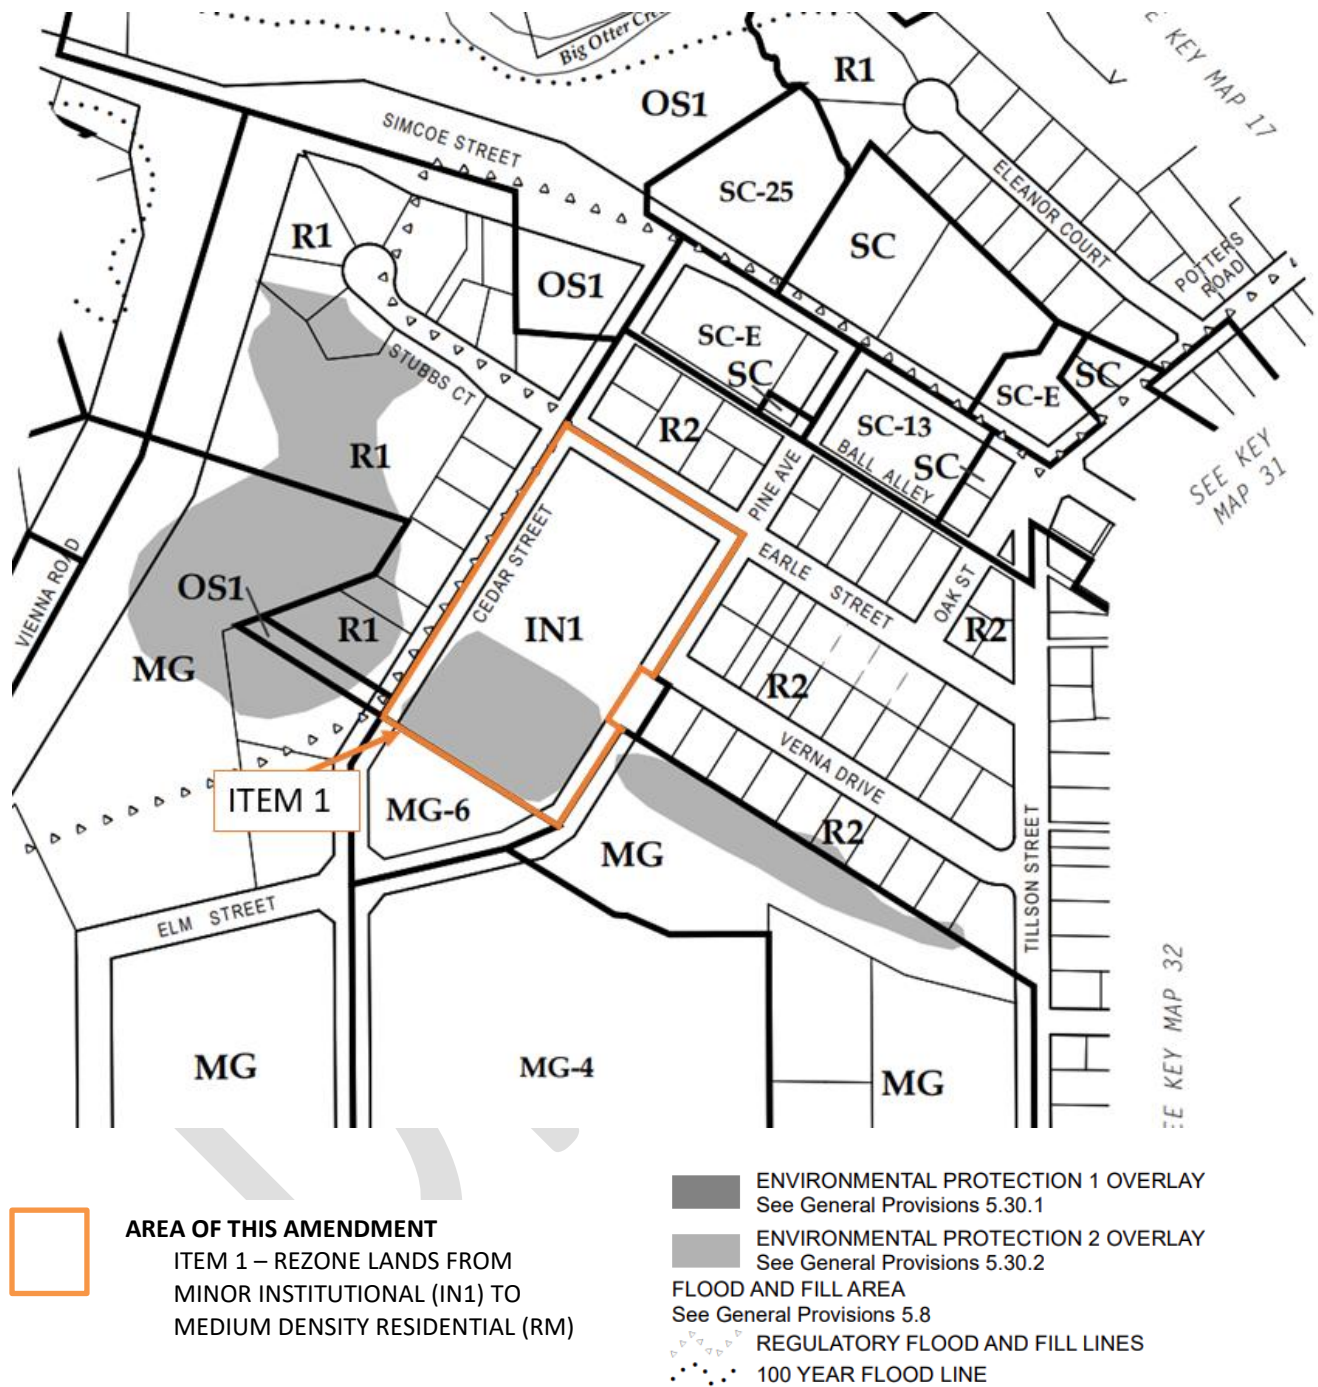 Big Otter Cre
R1
E KEY MAP 17
OS1
SIMCOE STREET
SC-25
ELEANOR COURT
R1
SC
POTTERS
ROAD
OS1
SC-E
SC
SC-E
SC
STUBBS CT
R2
SC-13
BALL ALLEY
SC
SEE KEY
MAP 31
R1
PINE AVE
CEDAR STREET
EARLE STREET
OAK ST
VIENNA ROAD
OS1
R1
IN1
R2
MG
R2
VERNA DRIVE
ITEM 1
MG-6
MG
R2
TILLSON STREET
ELM STREET
EE KEY MAP 32
MG
MG-4
MG
AREA OF THIS AMENDMENT
ITEM 1 – REZONE LANDS FROM
MINOR INSTITUTIONAL (IN1) TO
MEDIUM DENSITY RESIDENTIAL (RM)
ENVIRONMENTAL PROTECTION 1 OVERLAY
See General Provisions 5.30.1
ENVIRONMENTAL PROTECTION 2 OVERLAY
See General Provisions 5.30.2
FLOOD AND FILL AREA
See General Provisions 5.8
REGULATORY FLOOD AND FILL LINES
100 YEAR FLOOD LINE